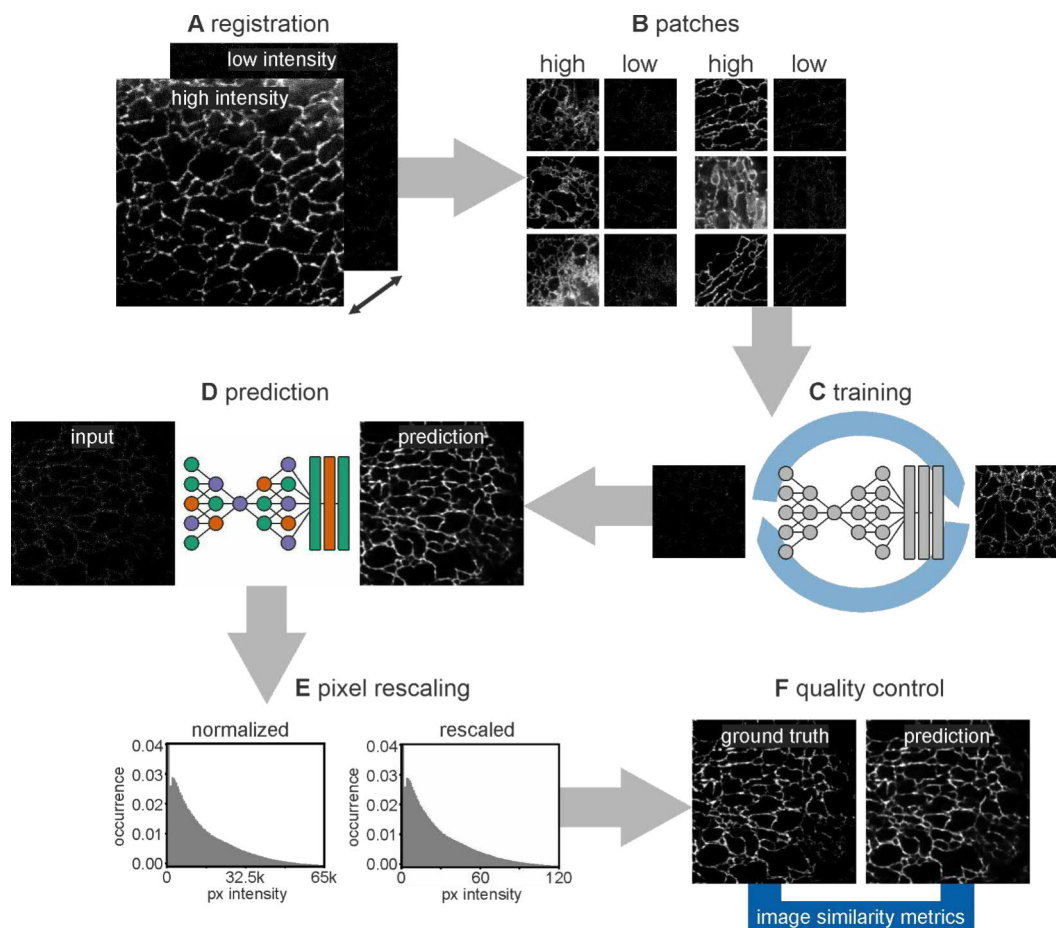 A registration
low intensity
high intensity
B patches
high low high low
C training
D prediction
input
prediction
E pixel rescaling
normalized
0.04
0.03
0.02
0.01
0.00
occurrence
0 32.5k 65k
px intensity
rescaled
0.04
0.03
0.02
0.01
0.00
occurrence
0 60 120
px intensity
F quality control
ground truth
prediction
image similarity metrics